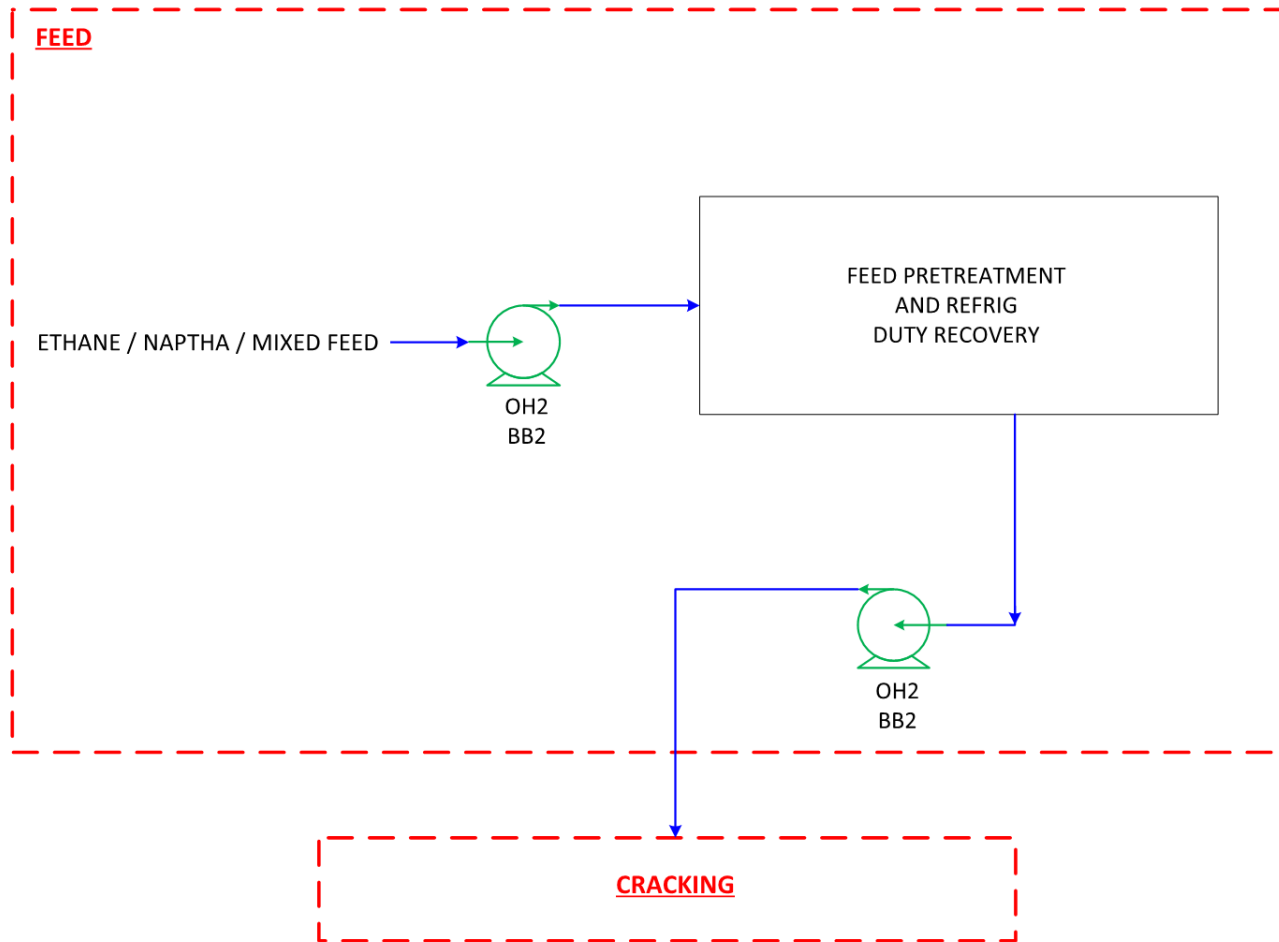 FEED
FEED PRETREATMENT
AND REFRIG
DUTY RECOVERY
ETHANE / NAPTHA / MIXED FEED
OH2
BB2
OH2
BB2
CRACKING